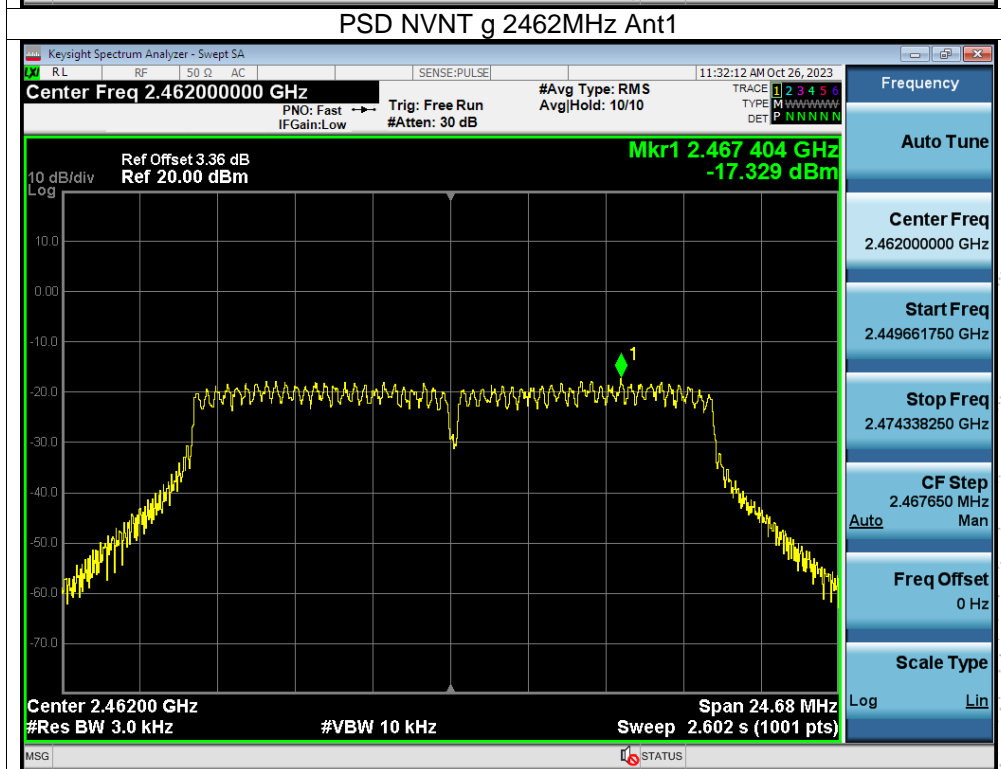 PSD NVNT g 2462MHz Ant1
Keysight Spectrum Analyzer - Swept SA
LXI RL RF 50 Ω AC SENSE:PULSE 11:32:12 AM Oct 26, 2023
Center Freq 2.462000000 GHz
PNO: Fast
IFGain:Low
Trig: Free Run
#Atten: 30 dB
#Avg Type: RMS
Avg|Hold: 10/10
TRACE 1 2 3 4 5 6
TYPE M WWWWW
DET P N N N N N
Mkr1 2.467 404 GHz
-17.329 dBm
Ref Offset 3.36 dB
10 dB/div Ref 20.00 dBm
Log
10.0
0.00
-10.0
1
-20.0
-30.0
-40.0
-50.0
-60.0
-70.0
Center 2.46200 GHz Span 24.68 MHz
#Res BW 3.0 kHz #VBW 10 kHz Sweep 2.602 s (1001 pts)
MSG STATUS
Frequency
Auto Tune
Center Freq
2.462000000 GHz
Start Freq
2.449661750 GHz
Stop Freq
2.474338250 GHz
CF Step
2.467650 MHz
Auto Man
Freq Offset
0 Hz
Scale Type
Log Lin